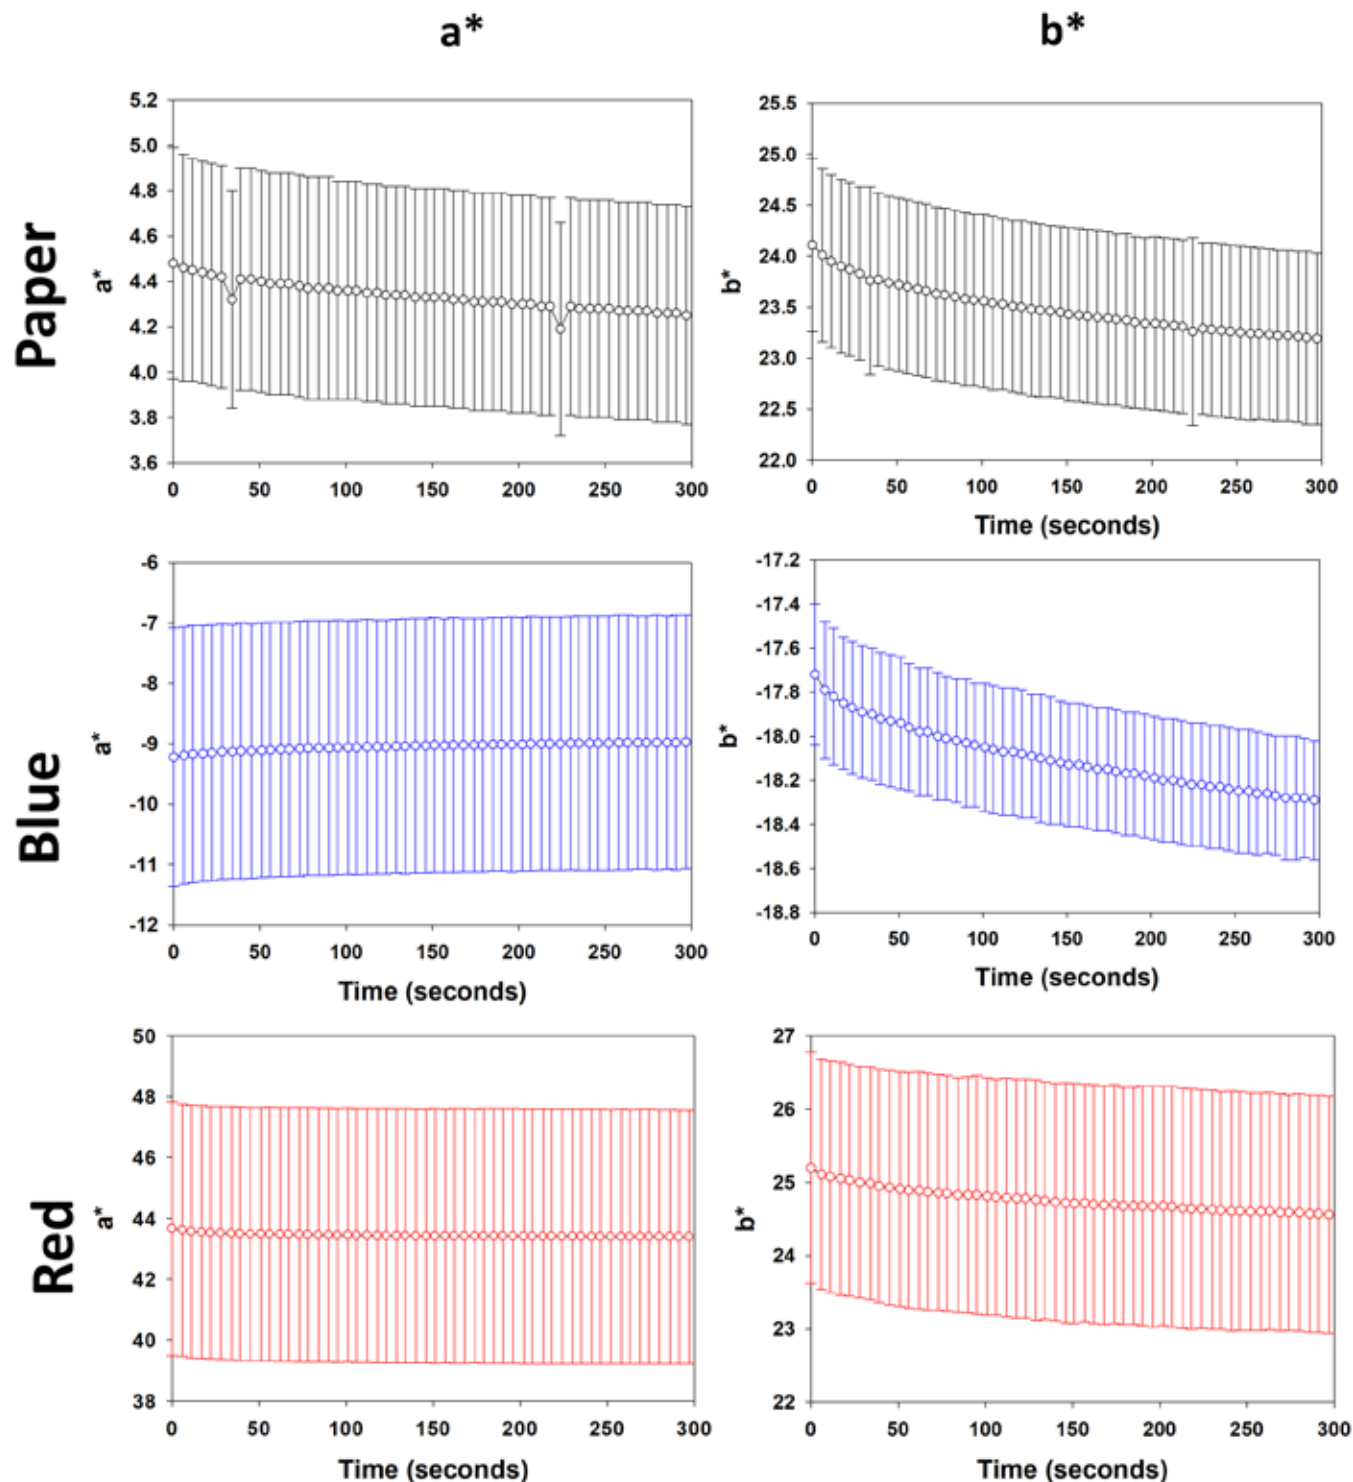 a* b*
Paper
a*
5.2
5.0
4.8
4.6
4.4
4.2
4.0
3.8
3.6
0 50 100 150 200 250 300
b*
25.5
25.0
24.5
24.0
23.5
23.0
22.5
22.0
0 50 100 150 200 250 300
Time (seconds)
Blue
a*
-6
-7
-8
-9
-10
-11
-12
0 50 100 150 200 250 300
Time (seconds)
b*
-17.2
-17.4
-17.6
-17.8
-18.0
-18.2
-18.4
-18.6
-18.8
0 50 100 150 200 250 300
Time (seconds)
Red
a*
50
48
46
44
42
40
38
0 50 100 150 200 250 300
Time (seconds)
b*
27
26
25
24
23
22
0 50 100 150 200 250 300
Time (seconds)